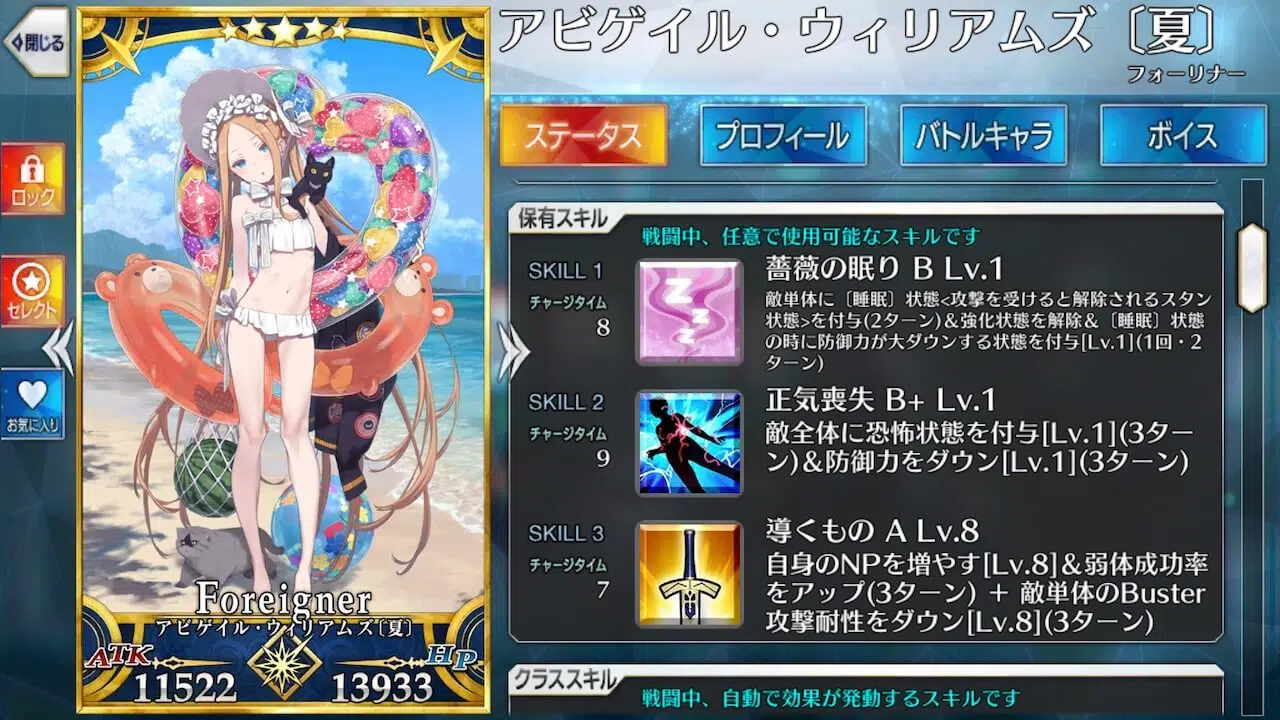 閉じる
ロック
セレクト
お気に入り
Foreigner
アビゲイル・ウィリアムズ〔夏〕
ATK
11522
HP
13933
アビゲイル・ウィリアムズ〔夏〕
フォーリナー
ステータス
プロフィール
バトルキャラ
ボイス
保有スキル
戦闘中、任意で使用可能なスキルです
SKILL 1
チャージタイム
8
薔薇の眠り B Lv.1
敵単体に〔睡眠〕状態<攻撃を受けると解除されるスタン
状態>を付与(2ターン)&強化状態を解除&〔睡眠〕状態
の時に防御力が大ダウンする状態を付与[Lv.1](1回・2
ターン)
SKILL 2
チャージタイム
9
正気喪失 B+ Lv.1
敵全体に恐怖状態を付与[Lv.1](3ター
ン)&防御力をダウン[Lv.1](3ターン)
SKILL 3
チャージタイム
7
導くもの A Lv.8
自身のNPを増やす[Lv.8]&弱体成功率
をアップ(3ターン) + 敵単体のBuster
攻撃耐性をダウン[Lv.8](3ターン)
クラススキル
戦闘中、自動で効果が発動するスキルです